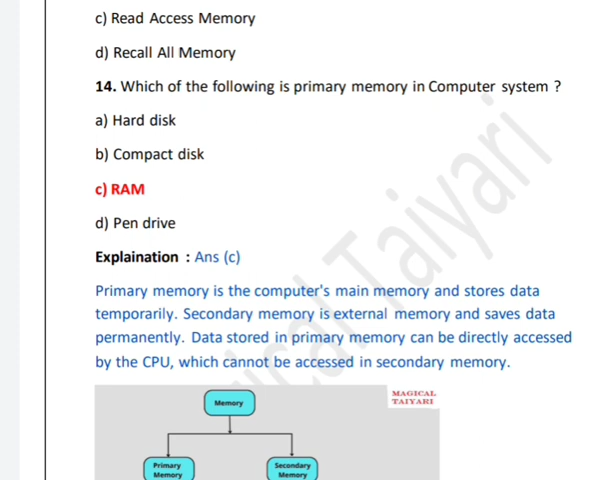 c) Read Access Memory
d) Recall All Memory
14. Which of the following is primary memory in Computer system ?
a) Hard disk
b) Compact disk
c) RAM
d) Pen drive
Explaination : Ans (c)
Primary memory is the computer's main memory and stores data
temporarily. Secondary memory is external memory and saves data
permanently. Data stored in primary memory can be directly accessed
by the CPU, which cannot be accessed in secondary memory.
MAGICAL
TAIYARI
Memory
Primary
Memory
Secondary
Memory
ical Taiyari